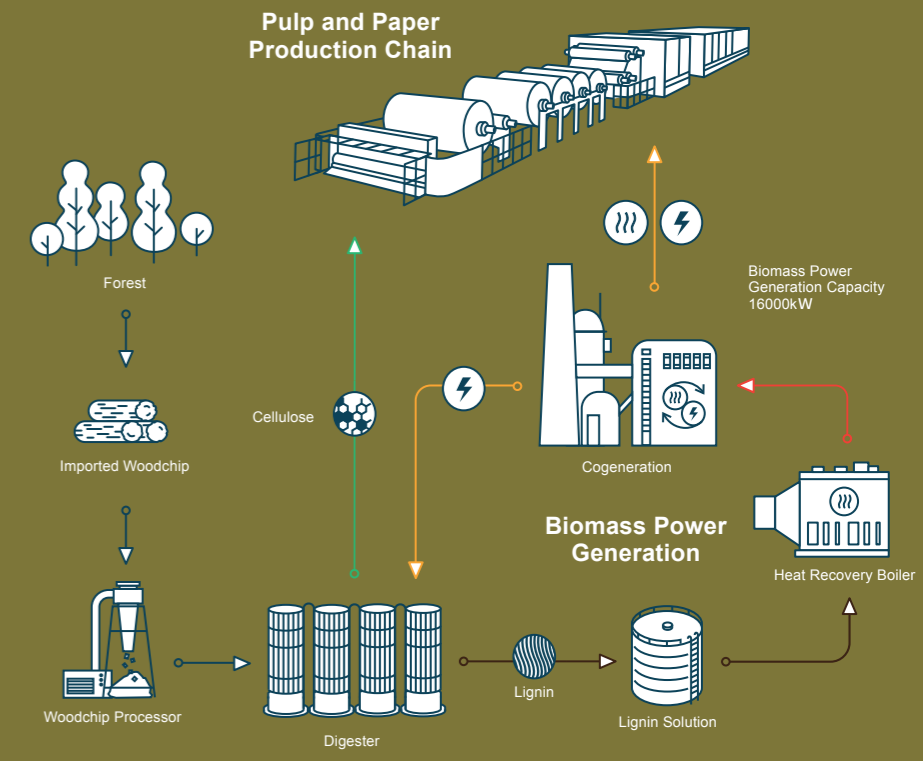 Pulp and Paper
Production Chain
Forest
Biomass Power
Generation Capacity
16000kW
Cellulose
Imported Woodchip
Cogeneration
Biomass Power
Generation
Heat Recovery Boiler
Woodchip Processor
Lignin
Lignin Solution
Digester